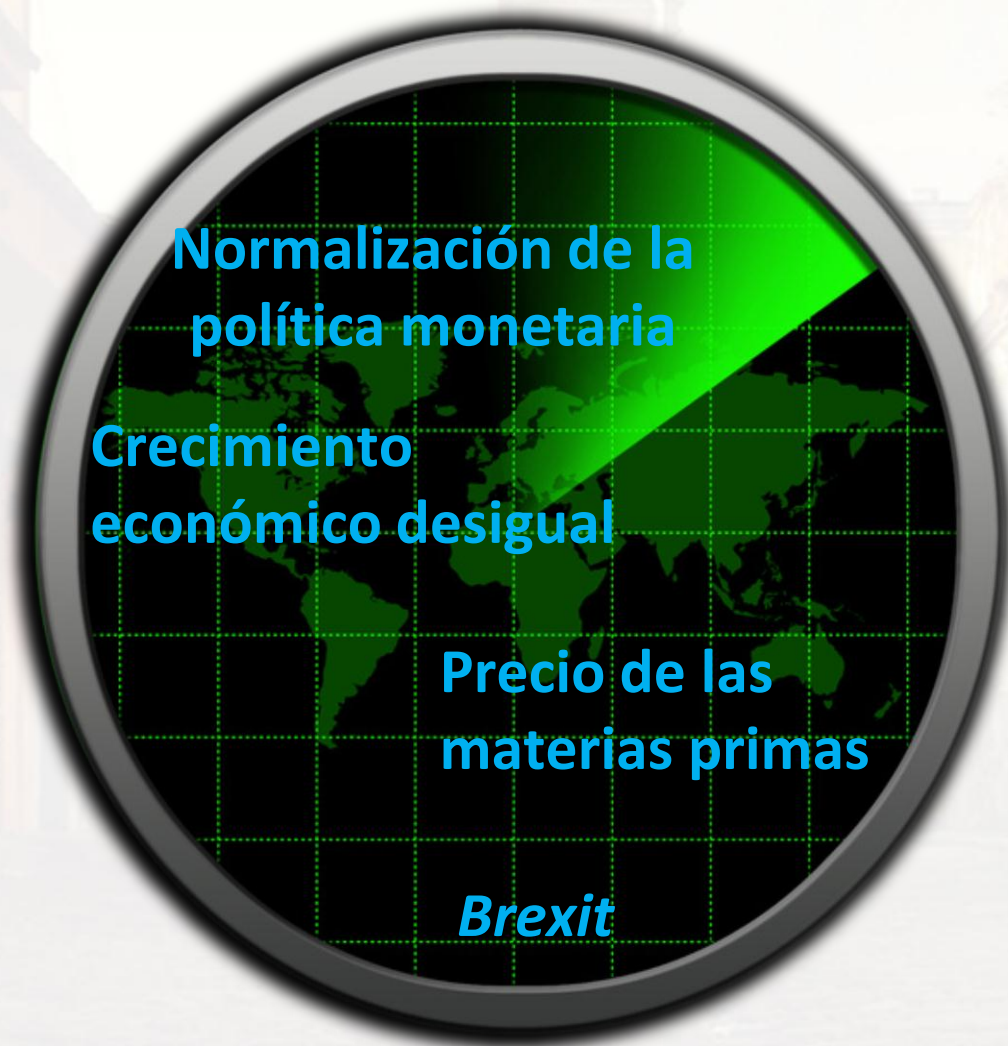 Normalización de la
política monetaria
Crecimiento
económico desigual
Precio de las
materias primas
Brexit